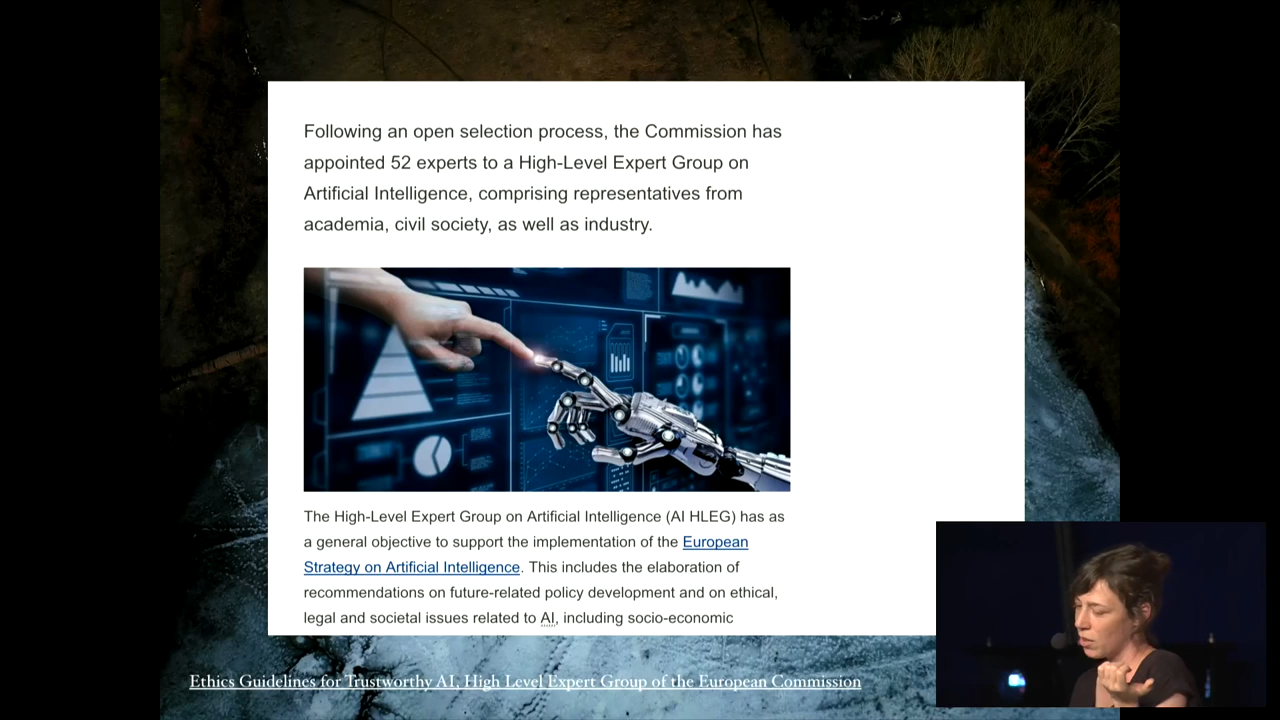 Following an open selection process, the Commission has
appointed 52 experts to a High-Level Expert Group on
Artificial Intelligence, comprising representatives from
academia, civil society, as well as industry.
The High-Level Expert Group on Artificial Intelligence (AI HLEG) has as
a general objective to support the implementation of the European
Strategy on Artificial Intelligence. This includes the elaboration of
recommendations on future-related policy development and on ethical,
legal and societal issues related to AI, including socio-economic
Ethics Guidelines for Trustworthy AI, High Level Expert Group of the European Commission